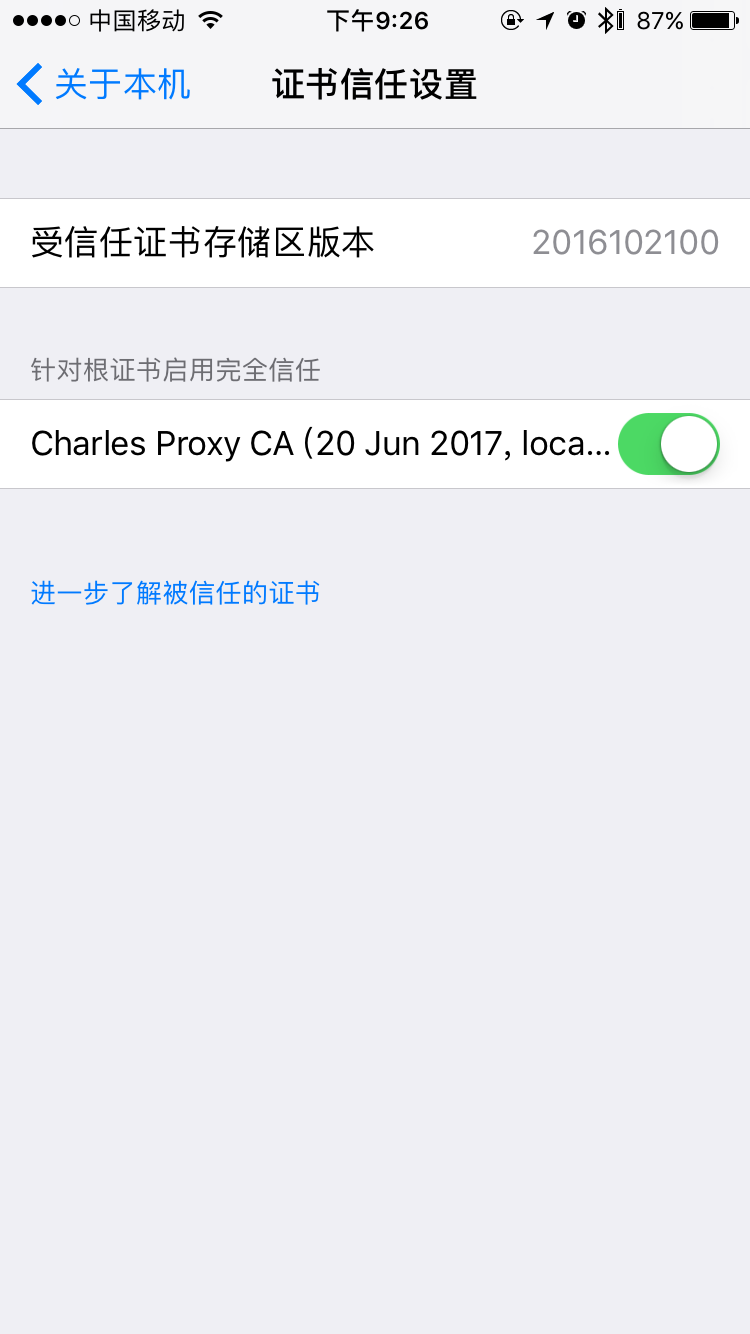 中国移动 下午9:26 87%
关于本机 证书信任设置
受信任证书存储区版本 2016102100
针对根证书启用完全信任
Charles Proxy CA (20 Jun 2017, loca...
进一步了解被信任的证书